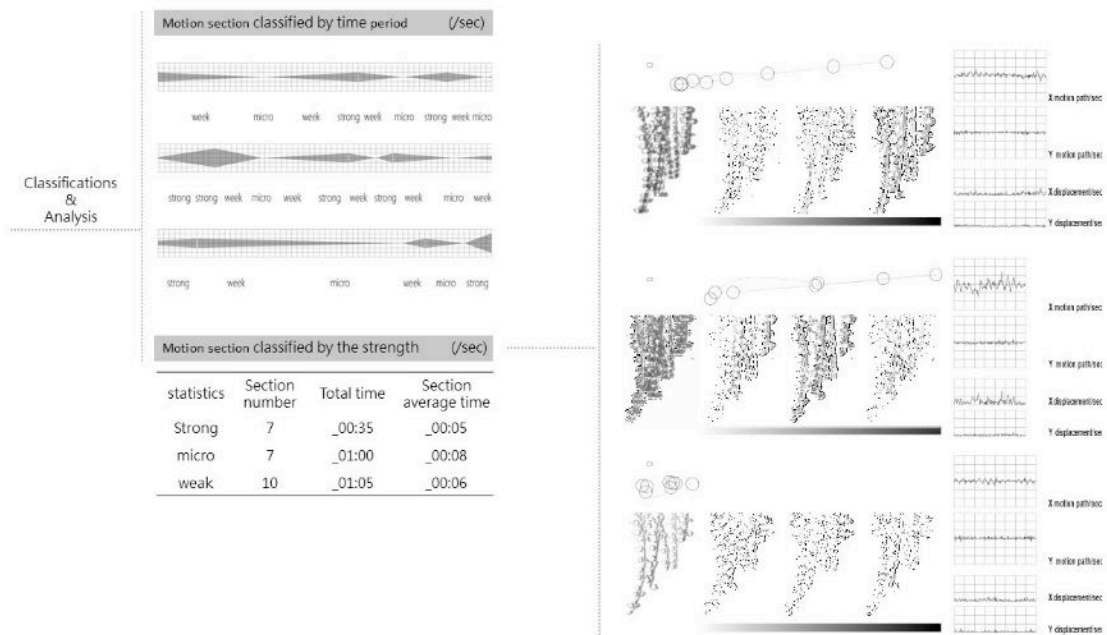 Motion section classified by time period (/sec)
week micro week strong week micro strong week micro
strong strong week micro week strong week strong week micro week
strong week micro week micro strong
Classifications
&
Analysis
Motion section classified by the strength (/sec)
statistics Section number Total time Section average time
Strong 7 _00:35 _00:05
micro 7 _01:00 _00:08
weak 10 _01:05 _00:06
X motion path/sec
Y motion path/sec
X displacement/sec
Y displacement/sec
X motion path/sec
Y motion path/sec
X displacement/sec
Y displacement/sec
X motion path/sec
Y motion path/sec
X displacement/sec
Y displacement/se